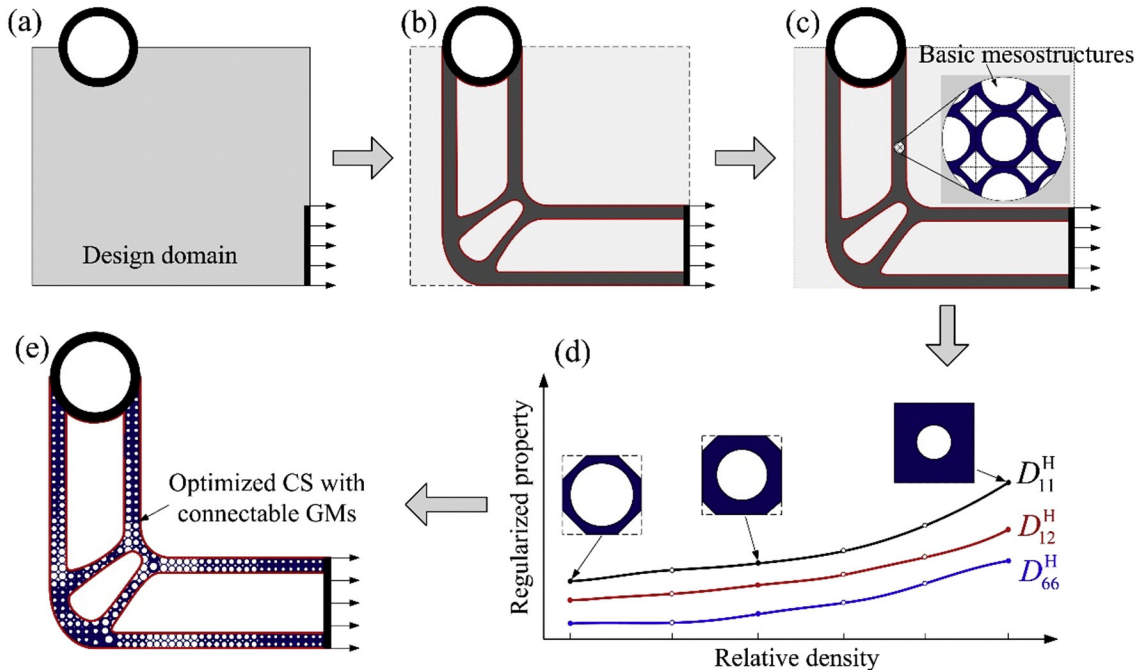 (a)
Design domain
(b)
(c)
Basic mesostructures
(e)
Optimized CS with
connectable GMs
(d)
Regularized property
D₁₁ᴴ
D₁₂ᴴ
D₆₆ᴴ
Relative density